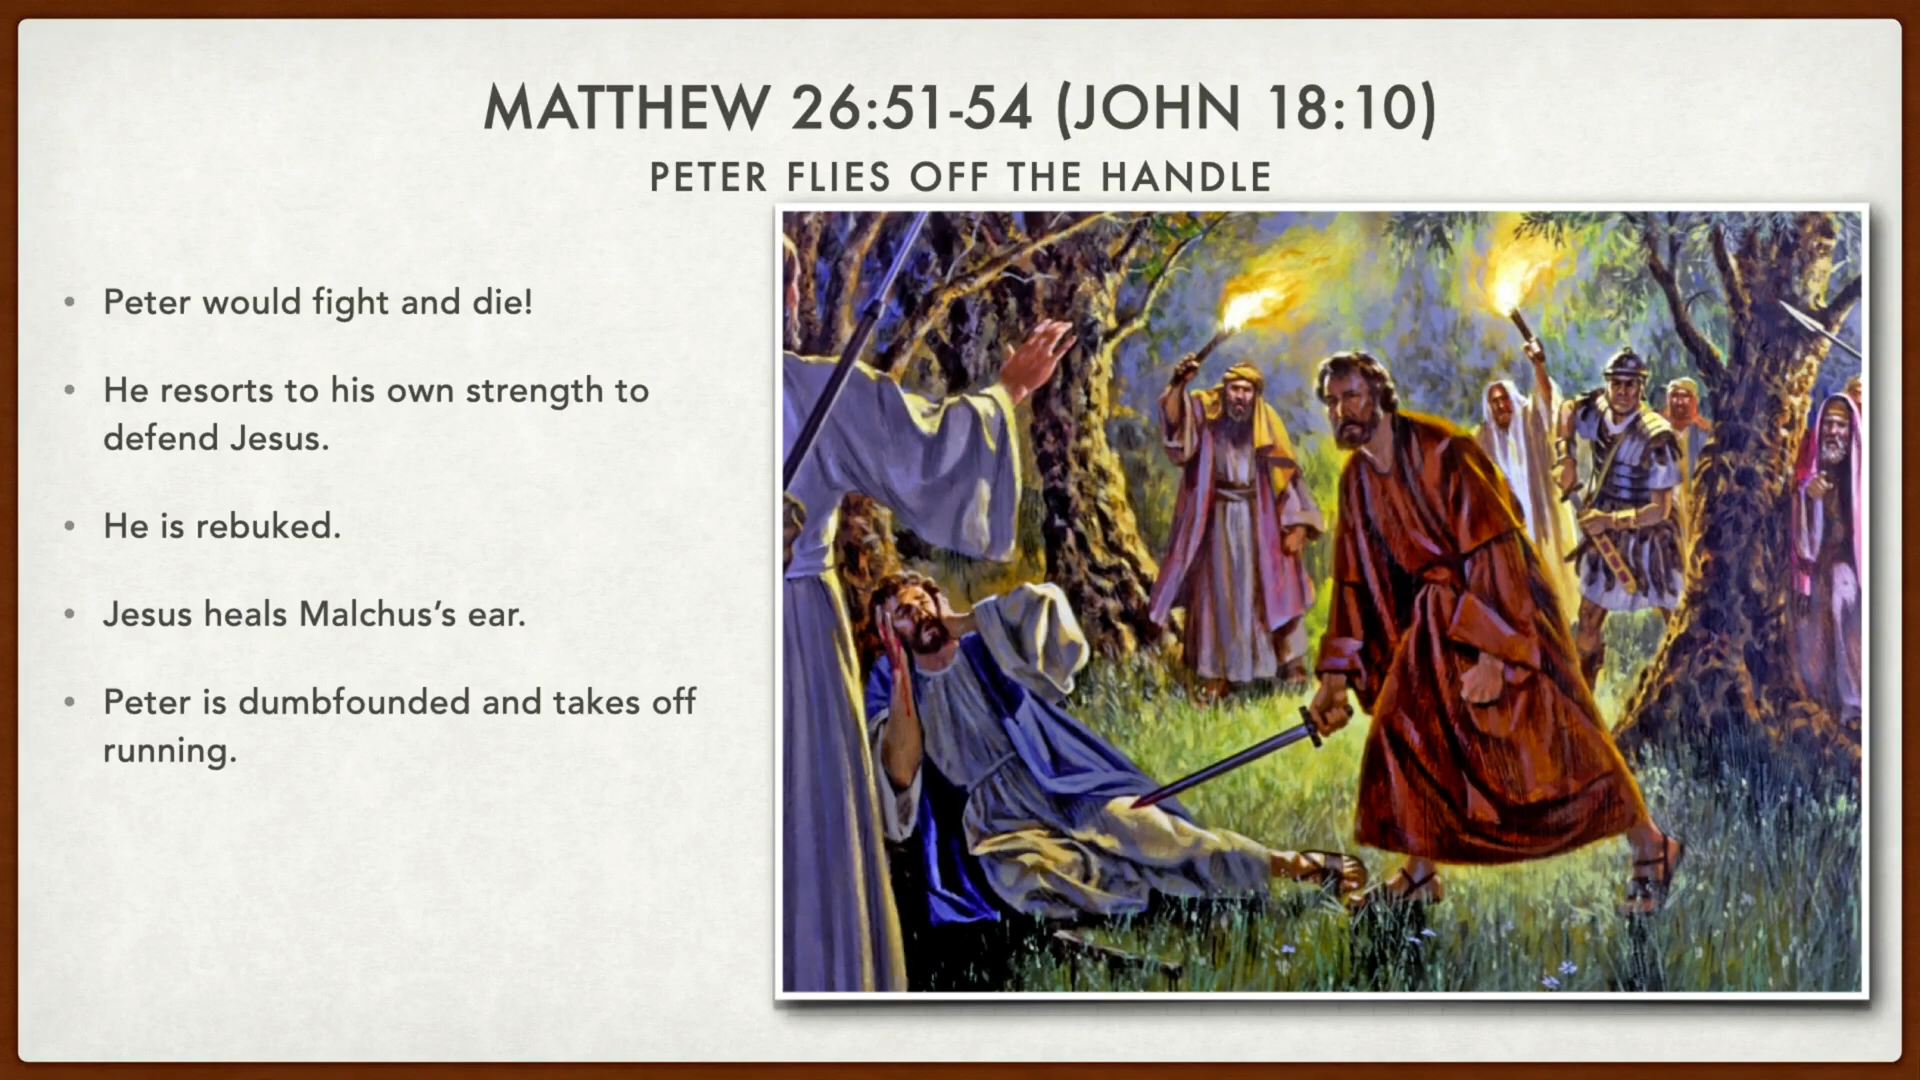 MATTHEW 26:51-54 (JOHN 18:10)
PETER FLIES OFF THE HANDLE
• Peter would fight and die!
• He resorts to his own strength to
defend Jesus.
• He is rebuked.
• Jesus heals Malchus’s ear.
• Peter is dumbfounded and takes off
running.